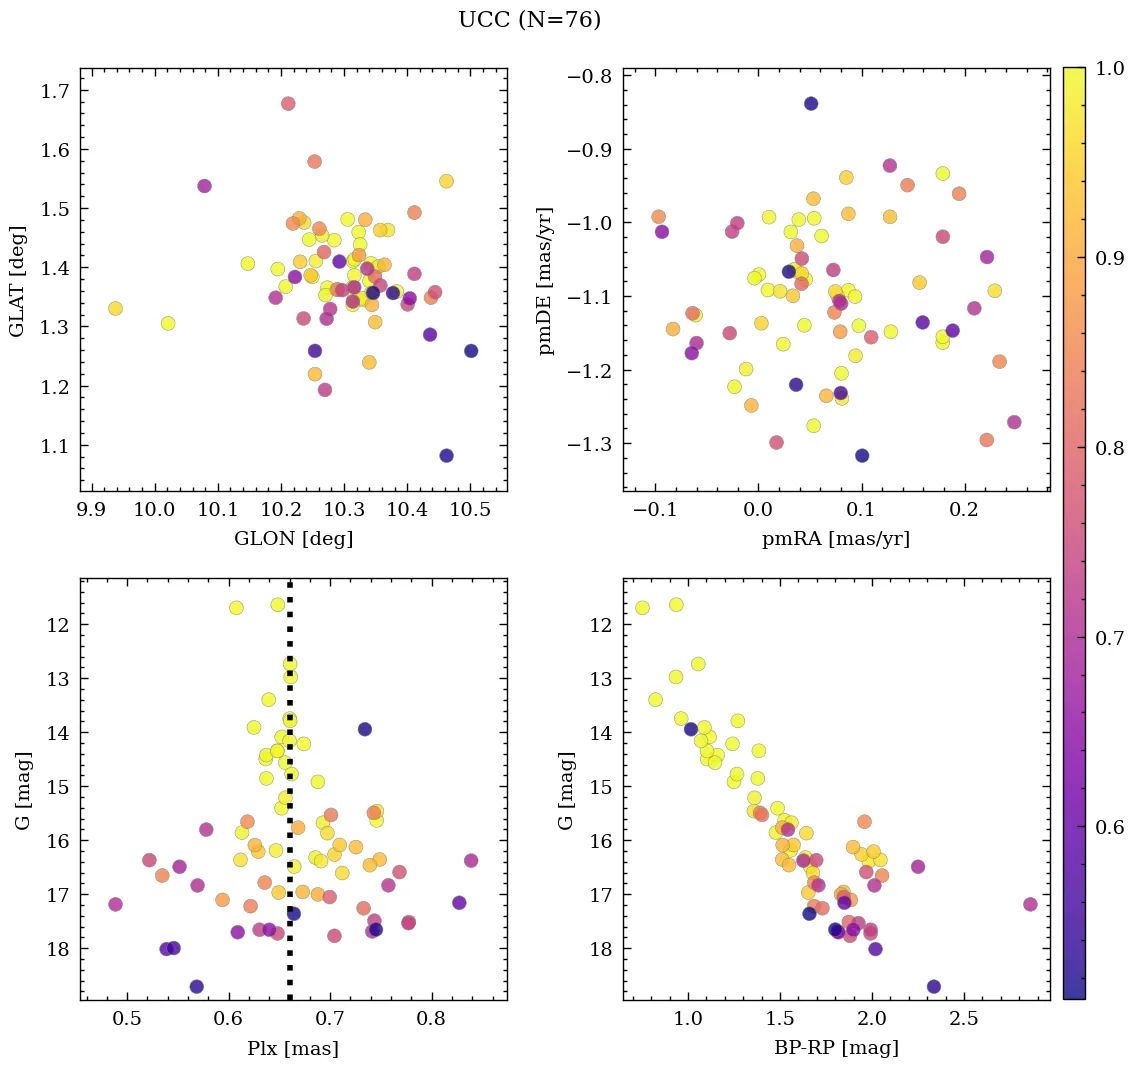 UCC (N=76)
1.7
1.6
1.5
1.4
1.3
1.2
1.1
GLAT [deg]
9.9 10.0 10.1 10.2 10.3 10.4 10.5
GLON [deg]
−0.8
−0.9
−1.0
−1.1
−1.2
−1.3
pmDE [mas/yr]
−0.1 0.0 0.1 0.2
pmRA [mas/yr]
12
13
14
15
16
17
18
G [mag]
0.5 0.6 0.7 0.8
Plx [mas]
12
13
14
15
16
17
18
G [mag]
1.0 1.5 2.0 2.5
BP-RP [mag]
1.0
0.9
0.8
0.7
0.6